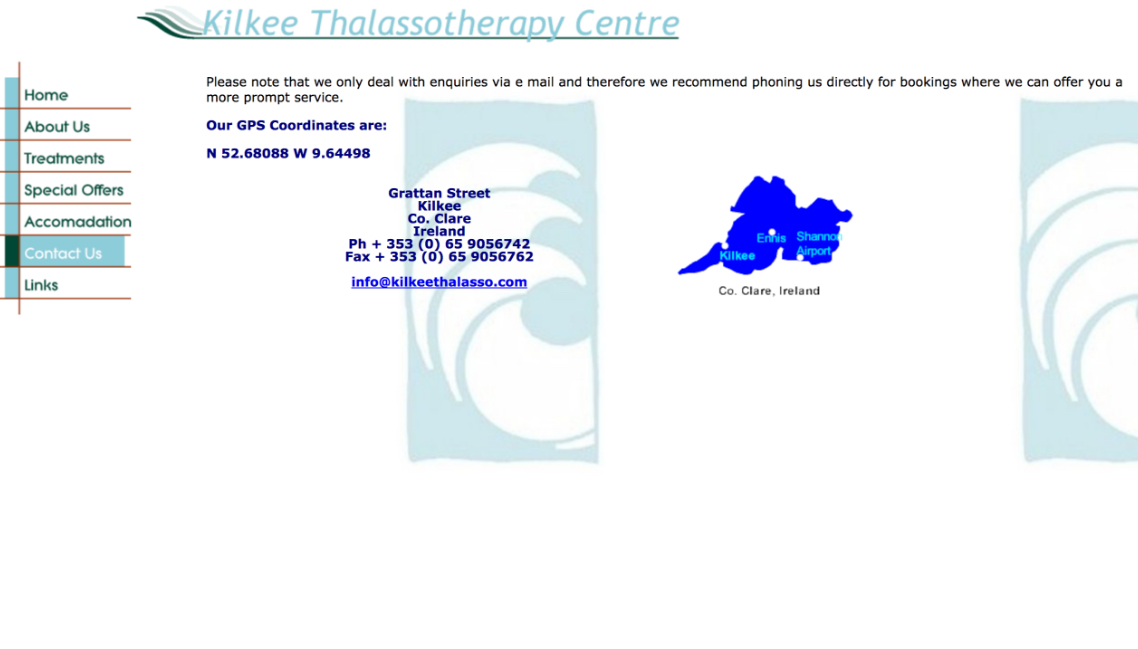 Kilkee Thalassotherapy Centre
Home
About Us
Treatments
Special Offers
Accomadation
Contact Us
Links
Please note that we only deal with enquiries via e mail and therefore we recommend phoning us directly for bookings where we can offer you a
more prompt service.
Our GPS Coordinates are:
N 52.68088 W 9.64498
Grattan Street
Kilkee
Co. Clare
Ireland
Ph + 353 (0) 65 9056742
Fax + 353 (0) 65 9056762
info@kilkeethalasso.com
Ennis
Shannon
Airport
Kilkee
Co. Clare, Ireland